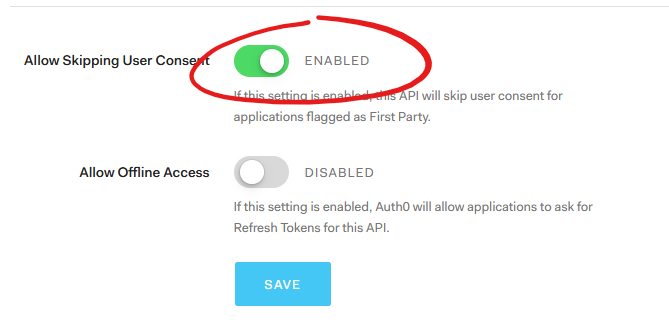 Allow Skipping User Consent ENABLED
If this setting is enabled, this API will skip user consent for
applications flagged as First Party.
Allow Offline Access DISABLED
If this setting is enabled, Auth0 will allow applications to ask for
Refresh Tokens for this API.
SAVE